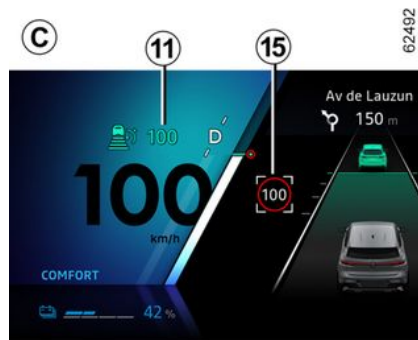 C
11
15
62492
Av de Lauzun
150 m
100
D
100
100
km/h
COMFORT
42 %